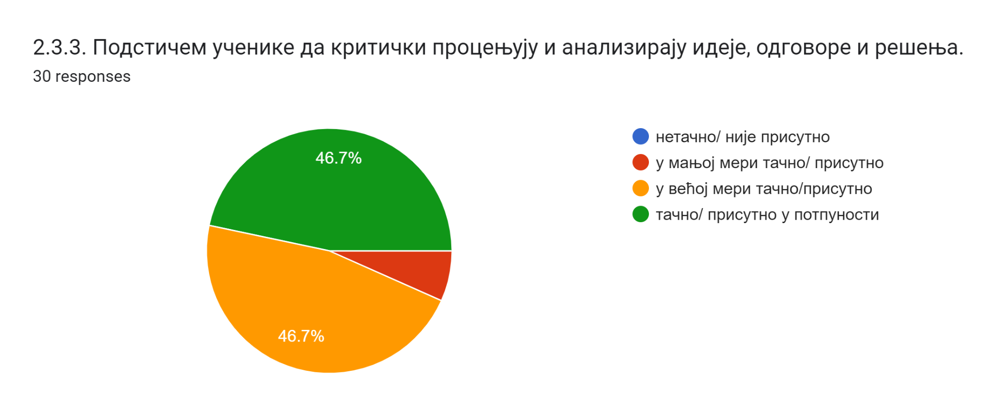 2.3.3. Подстичем ученике да критички процењују и анализирају идеје, одговоре и решења.
30 responses
46.7%
46.7%
нетачно/ није присутно
у мањој мери тачно/ присутно
у већој мери тачно/присутно
тачно/ присутно у потпуности